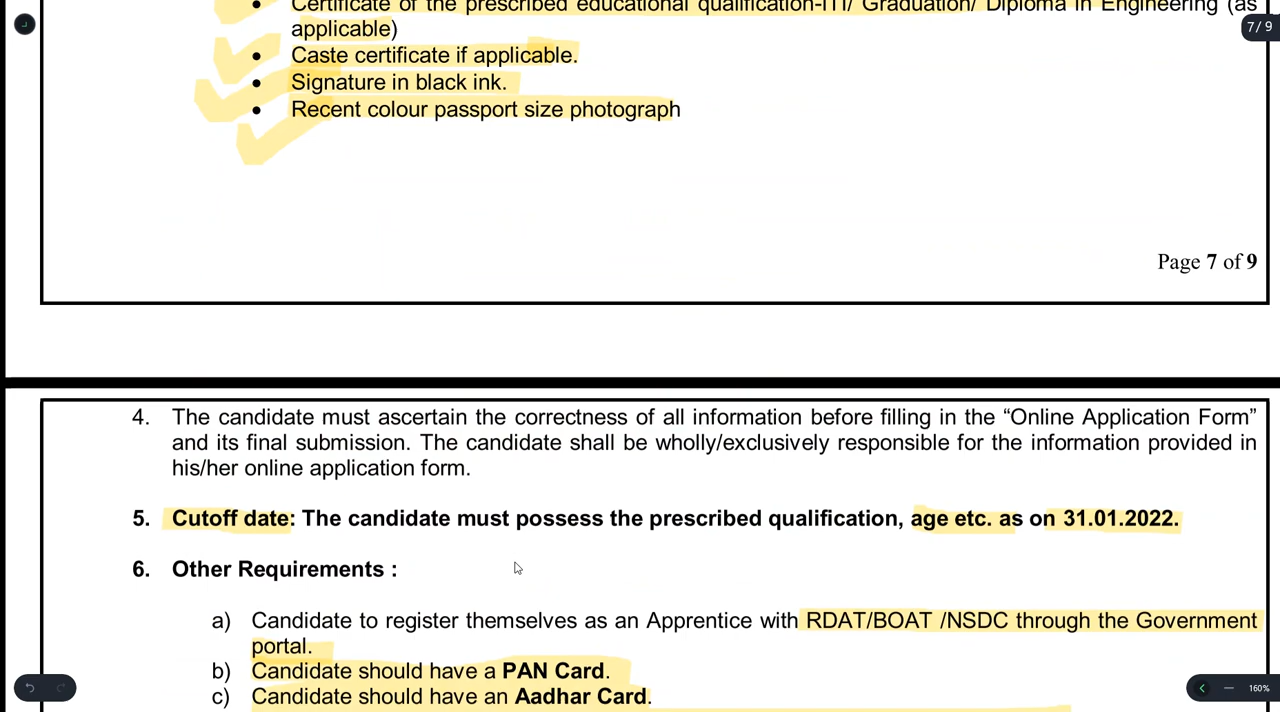 • Certificate of the prescribed educational qualification-ITI/ Graduation/ Diploma in Engineering (as
applicable)
7/ 9
• Caste certificate if applicable.
• Signature in black ink.
• Recent colour passport size photograph
Page 7 of 9
4. The candidate must ascertain the correctness of all information before filling in the “Online Application Form”
and its final submission. The candidate shall be wholly/exclusively responsible for the information provided in
his/her online application form.
5. Cutoff date: The candidate must possess the prescribed qualification, age etc. as on 31.01.2022.
6. Other Requirements :
a) Candidate to register themselves as an Apprentice with RDAT/BOAT /NSDC through the Government
portal.
b) Candidate should have a PAN Card.
c) Candidate should have an Aadhar Card.
160%